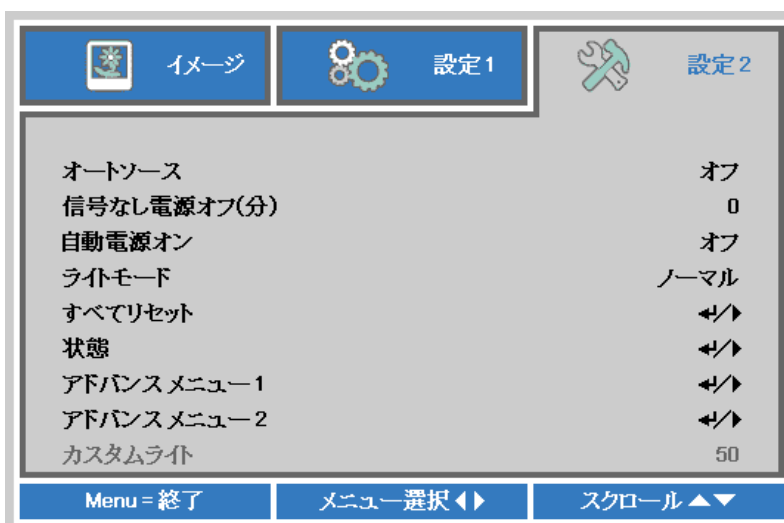 イメージ 設定1 設定2
オートソース オフ
信号なし電源オフ(分) 0
自動電源オン オフ
ライトモード ノーマル
すべてリセット ↵/▶
状態 ↵/▶
アドバンスメニュー1 ↵/▶
アドバンスメニュー2 ↵/▶
カスタムライト 50
Menu=終了 メニュー選択◀▶ スクロール▲▼